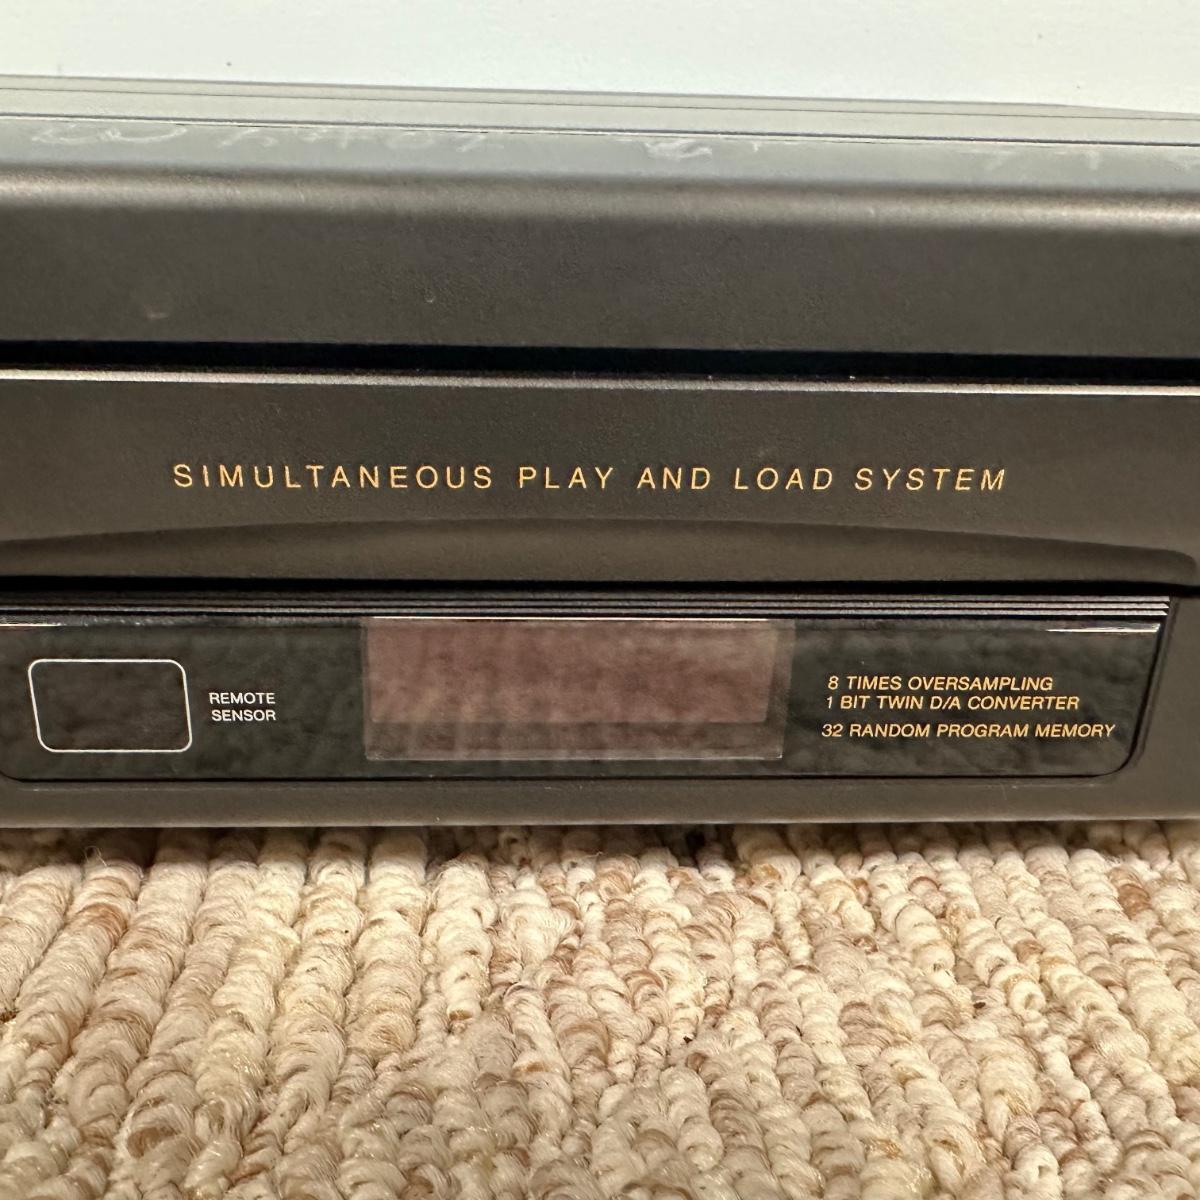 SIMULTANEOUS PLAY AND LOAD SYSTEM
REMOTE
SENSOR
8 TIMES OVERSAMPLING
1 BIT TWIN D/A CONVERTER
32 RANDOM PROGRAM MEMORY